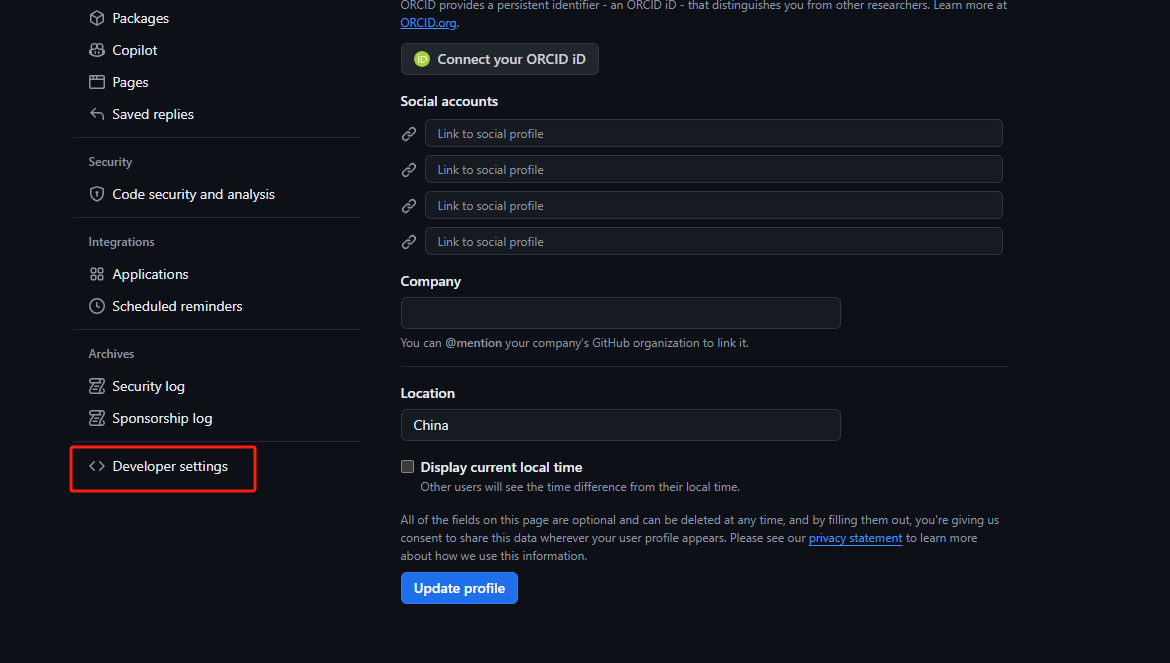 Packages
Copilot
Pages
Saved replies
Security
Code security and analysis
Integrations
Applications
Scheduled reminders
Archives
Security log
Sponsorship log
Developer settings
ORCID provides a persistent identifier - an ORCID iD - that distinguishes you from other researchers. Learn more at
ORCID.org.
iD Connect your ORCID iD
Social accounts
Link to social profile
Link to social profile
Link to social profile
Link to social profile
Company
You can @mention your company's GitHub organization to link it.
Location
China
Display current local time
Other users will see the time difference from their local time.
All of the fields on this page are optional and can be deleted at any time, and by filling them out, you're giving us
consent to share this data wherever your user profile appears. Please see our privacy statement to learn more
about how we use this information.
Update profile